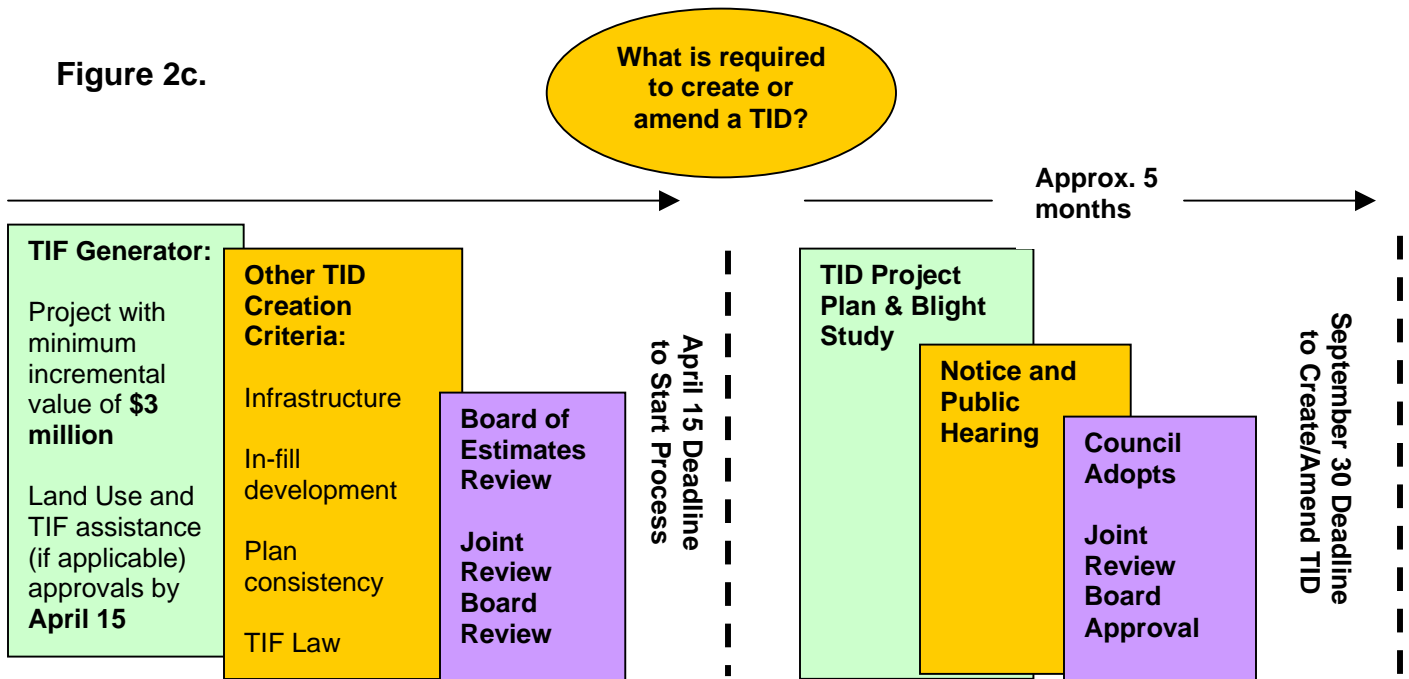 Figure 2c.
What is required
to create or
amend a TID?
Approx. 5
months
TIF Generator:
Project with
minimum
incremental
value of $3
million
Land Use and
TIF assistance
(if applicable)
approvals by
April 15
Other TID
Creation
Criteria:
Infrastructure
In-fill
development
Plan
consistency
TIF Law
Board of
Estimates
Review
Joint
Review
Board
Review
April 15 Deadline
to Start Process
TID Project
Plan & Blight
Study
Notice and
Public
Hearing
Council
Adopts
Joint
Review
Board
Approval
September 30 Deadline
to Create/Amend TID